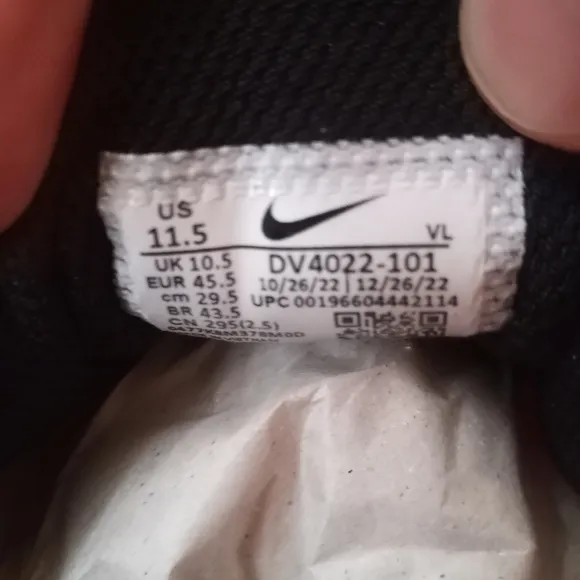 US
11.5
VL
UK 10.5
EUR 45.5
cm 29.5
BR 43.5
CN 295(2.5)
DV4022-101
10/26/22 | 12/26/22
UPC 00196604442114